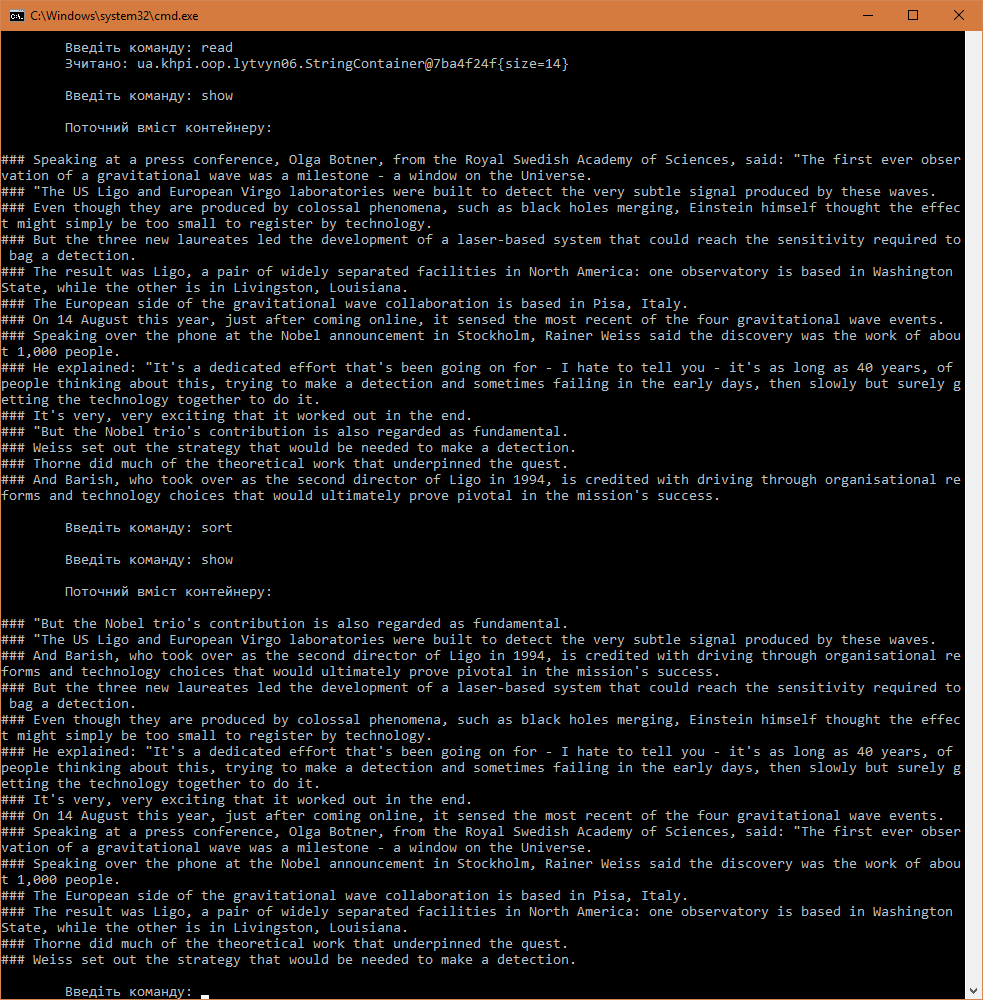 C:\Windows\system32\cmd.exe
Введіть команду: read
Зчитано: ua.khpi.oop.lytvyn06.StringContainer@7ba4f24f{size=14}
Введіть команду: show
Поточний вміст контейнеру:
### Speaking at a press conference, Olga Botner, from the Royal Swedish Academy of Sciences, said: "The first ever obser
vation of a gravitational wave was a milestone - a window on the Universe.
### "The US Ligo and European Virgo laboratories were built to detect the very subtle signal produced by these waves.
### Even though they are produced by colossal phenomena, such as black holes merging, Einstein himself thought the effec
t might simply be too small to register by technology.
### But the three new laureates led the development of a laser-based system that could reach the sensitivity required to
 bag a detection.
### The result was Ligo, a pair of widely separated facilities in North America: one observatory is based in Washington
State, while the other is in Livingston, Louisiana.
### The European side of the gravitational wave collaboration is based in Pisa, Italy.
### On 14 August this year, just after coming online, it sensed the most recent of the four gravitational wave events.
### Speaking over the phone at the Nobel announcement in Stockholm, Rainer Weiss said the discovery was the work of abou
t 1,000 people.
### He explained: "It's a dedicated effort that's been going on for - I hate to tell you - it's as long as 40 years, of
people thinking about this, trying to make a detection and sometimes failing in the early days, then slowly but surely g
etting the technology together to do it.
### It's very, very exciting that it worked out in the end.
### "But the Nobel trio's contribution is also regarded as fundamental.
### Weiss set out the strategy that would be needed to make a detection.
### Thorne did much of the theoretical work that underpinned the quest.
### And Barish, who took over as the second director of Ligo in 1994, is credited with driving through organisational re
forms and technology choices that would ultimately prove pivotal in the mission's success.
Введіть команду: sort
Введіть команду: show
Поточний вміст контейнеру:
### "But the Nobel trio's contribution is also regarded as fundamental.
### "The US Ligo and European Virgo laboratories were built to detect the very subtle signal produced by these waves.
### And Barish, who took over as the second director of Ligo in 1994, is credited with driving through organisational re
forms and technology choices that would ultimately prove pivotal in the mission's success.
### But the three new laureates led the development of a laser-based system that could reach the sensitivity required to
 bag a detection.
### Even though they are produced by colossal phenomena, such as black holes merging, Einstein himself thought the effec
t might simply be too small to register by technology.
### He explained: "It's a dedicated effort that's been going on for - I hate to tell you - it's as long as 40 years, of
people thinking about this, trying to make a detection and sometimes failing in the early days, then slowly but surely g
etting the technology together to do it.
### It's very, very exciting that it worked out in the end.
### On 14 August this year, just after coming online, it sensed the most recent of the four gravitational wave events.
### Speaking at a press conference, Olga Botner, from the Royal Swedish Academy of Sciences, said: "The first ever obser
vation of a gravitational wave was a milestone - a window on the Universe.
### Speaking over the phone at the Nobel announcement in Stockholm, Rainer Weiss said the discovery was the work of abou
t 1,000 people.
### The European side of the gravitational wave collaboration is based in Pisa, Italy.
### The result was Ligo, a pair of widely separated facilities in North America: one observatory is based in Washington
State, while the other is in Livingston, Louisiana.
### Thorne did much of the theoretical work that underpinned the quest.
### Weiss set out the strategy that would be needed to make a detection.
Введіть команду: